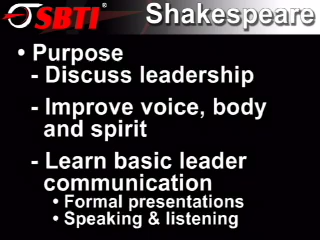 SBTI® Shakespeare
• Purpose
- Discuss leadership
- Improve voice, body
and spirit
- Learn basic leader
communication
• Formal presentations
• Speaking & listening